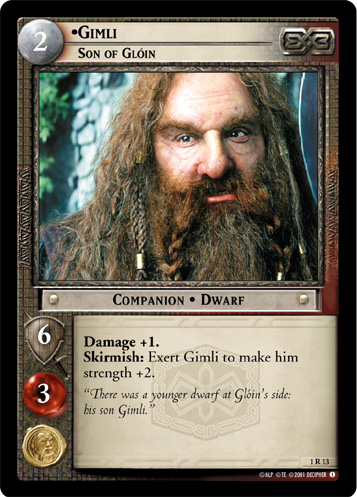 2
•Gimli
Son of Glóin
Companion • Dwarf
6
3
Damage +1.
Skirmish: Exert Gimli to make him
strength +2.
"There was a younger dwarf at Glóin's side:
his son Gimli."
1 R 13
©NLP ©TE ©2001 DECIPHER